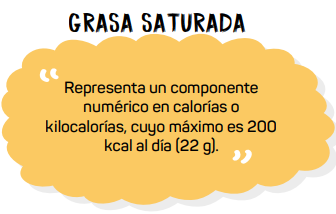 GRASA SATURADA
“Representa un componente
numérico en calorías o
kilocalorías, cuyo máximo es 200
kcal al día (22 g).”